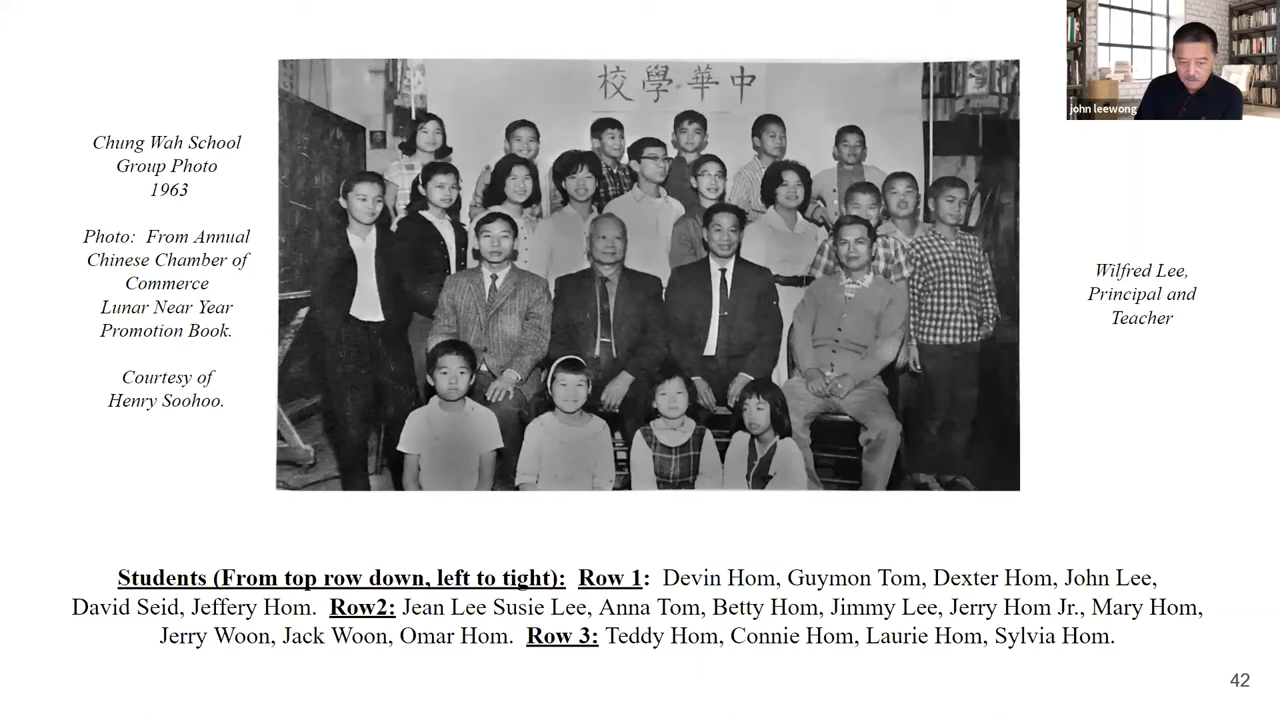 john leewong
Chung Wah School
Group Photo
1963
Photo:  From Annual
Chinese Chamber of
Commerce
Lunar Near Year
Promotion Book.
Courtesy of
Henry Soohoo.
校學華中
Wilfred Lee,
Principal and
Teacher
Students (From top row down, left to tight):  Row 1:  Devin Hom, Guymon Tom, Dexter Hom, John Lee,
David Seid, Jeffery Hom.  Row2: Jean Lee Susie Lee, Anna Tom, Betty Hom, Jimmy Lee, Jerry Hom Jr., Mary Hom,
Jerry Woon, Jack Woon, Omar Hom.  Row 3: Teddy Hom, Connie Hom, Laurie Hom, Sylvia Hom.
42